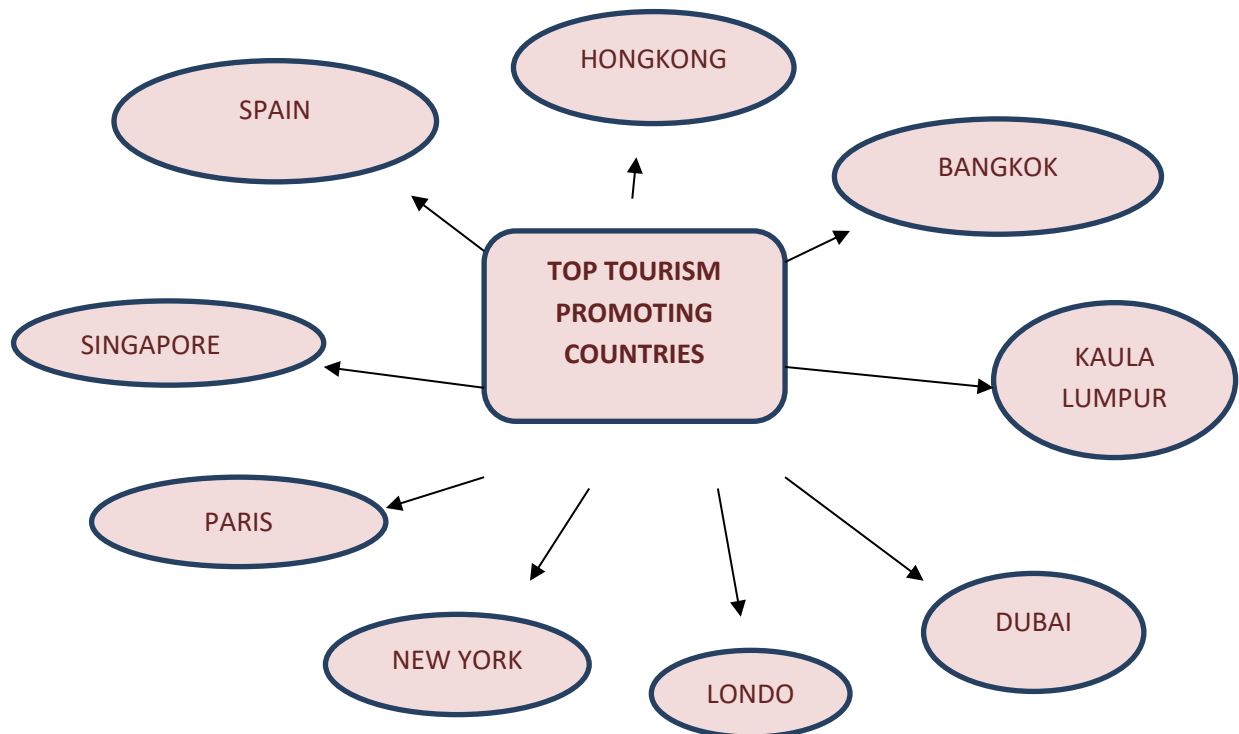 HONGKONG
SPAIN
BANGKOK
TOP TOURISM
PROMOTING
COUNTRIES
SINGAPORE
KAULA
LUMPUR
PARIS
DUBAI
NEW YORK
LONDO